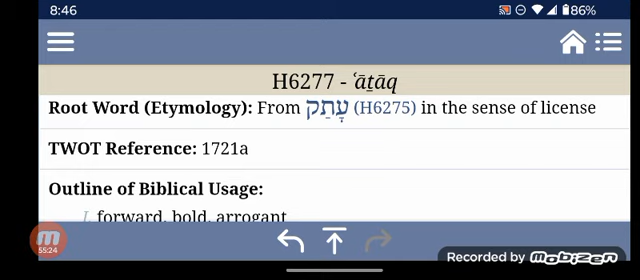 8:46
86%
H6277 - ʿāṯāq
Root Word (Etymology): From עָתַק (H6275) in the sense of license
TWOT Reference: 1721a
Outline of Biblical Usage:
I. forward, bold, arrogant
55:24
Recorded by Mobizen